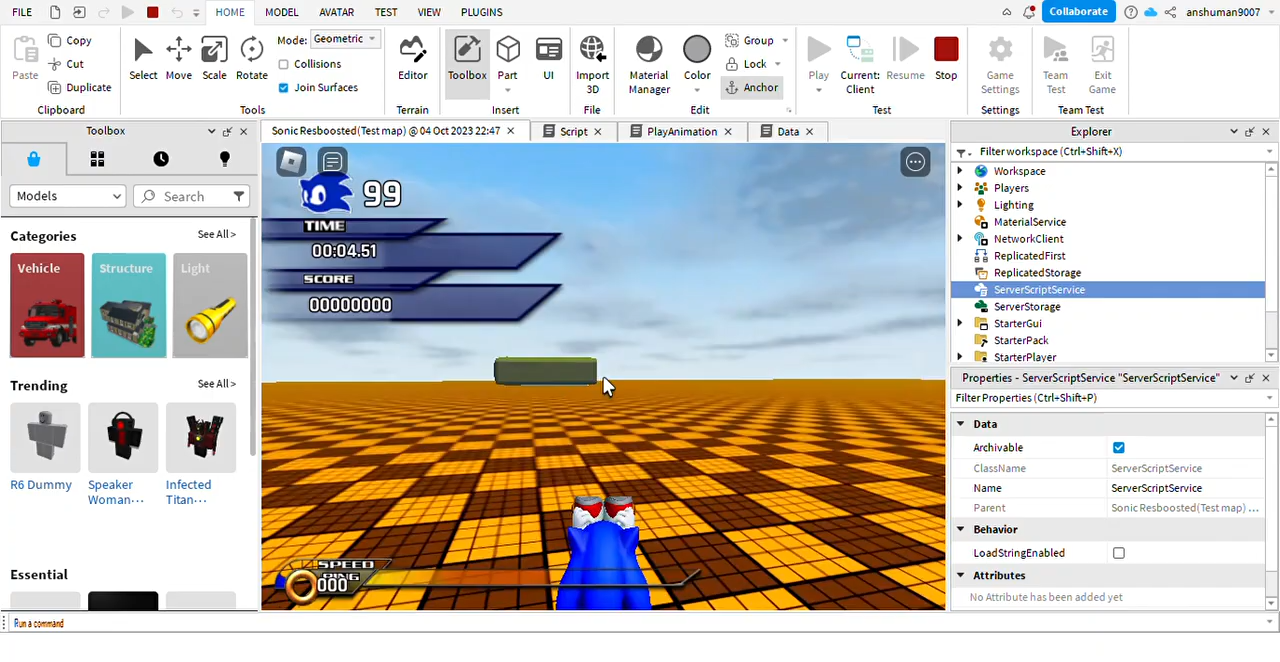 FILE HOME MODEL AVATAR TEST VIEW PLUGINS Collaborate anshuman9007
Paste Copy Cut Duplicate Clipboard
Select Move Scale Rotate Mode: Geometric Collisions Join Surfaces Tools
Editor Terrain
Toolbox Part UI Insert
Import 3D File
Material Manager Color Group Lock Anchor Edit
Play Current: Client Resume Stop Test
Game Settings Settings
Team Test Exit Game Team Test
Toolbox
Models Search
Categories See All >
Vehicle Structure Light
Trending See All >
R6 Dummy
Speaker Woman···
Infected Titan···
Essential
Sonic Resboosted(Test map) @ 04 Oct 2023 22:47 Script PlayAnimation Data
99
TIME
00:04.51
SCORE
00000000
SPEED
RING
000
Explorer
Filter workspace (Ctrl+Shift+X)
Workspace
Players
Lighting
MaterialService
NetworkClient
ReplicatedFirst
ReplicatedStorage
ServerScriptService
ServerStorage
StarterGui
StarterPack
StarterPlayer
Properties - ServerScriptService "ServerScriptService"
Filter Properties (Ctrl+Shift+P)
Data
Archivable
ClassName ServerScriptService
Name ServerScriptService
Parent Sonic Resboosted(Test map) ...
Behavior
LoadStringEnabled
Attributes
No Attribute has been added yet
Run a command